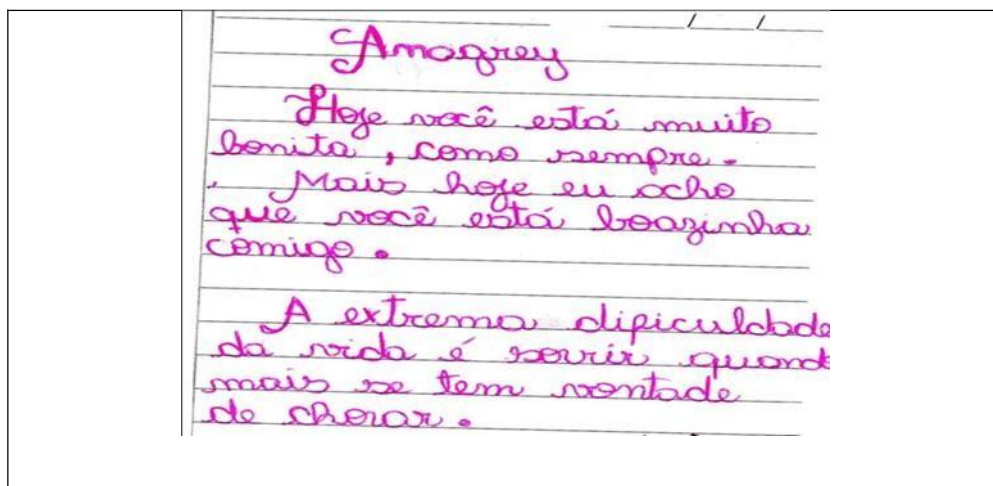 Amagrey
Hoje você está muito
bonita, como sempre.
Mais hoje eu acho
que você está boazinha
comigo.
A extrema dificuldade
da vida é sorrir quand
mais se tem vontade
de chorar.